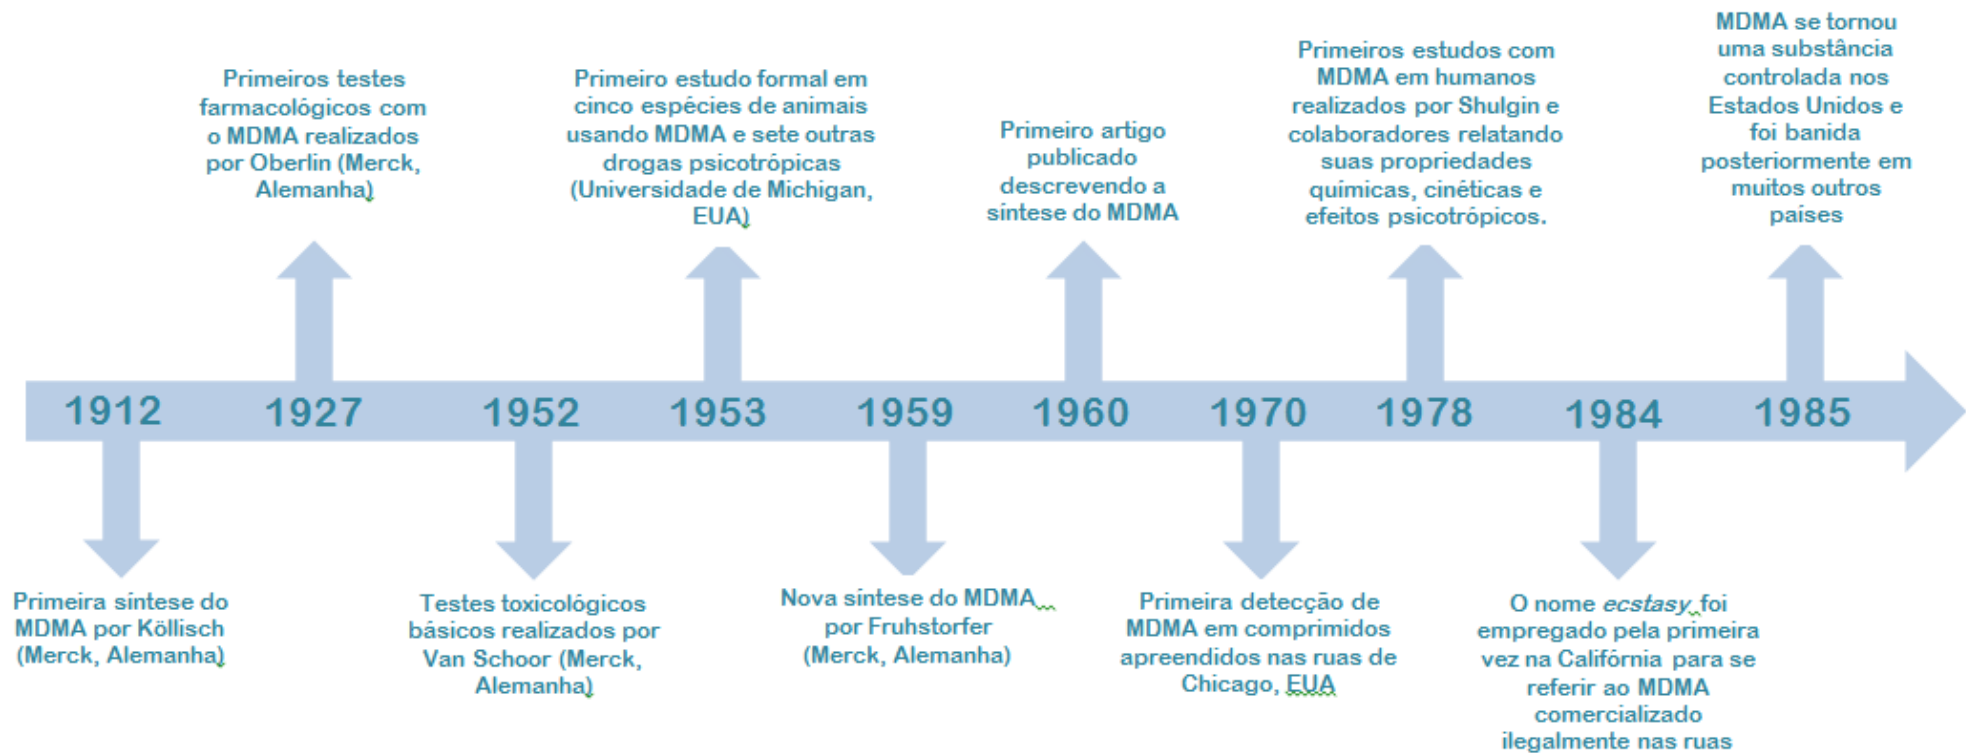 Primeiros testes
farmacológicos com
o MDMA realizados
por Oberlin (Merck,
Alemanha)
Primeiro estudo formal em
cinco espécies de animais
usando MDMA e sete outras
drogas psicotrópicas
(Universidade de Michigan,
EUA)
Primeiro artigo
publicado
descrevendo a
síntese do MDMA
Primeiros estudos com
MDMA em humanos
realizados por Shulgin e
colaboradores relatando
suas propriedades
químicas, cinéticas e
efeitos psicotrópicos.
MDMA se tornou
uma substância
controlada nos
Estados Unidos e
foi banida
posteriormente em
muitos outros
países
1912 1927 1952 1953 1959 1960 1970 1978 1984 1985
Primeira síntese do
MDMA por Köllisch
(Merck, Alemanha)
Testes toxicológicos
básicos realizados por
Van Schoor (Merck,
Alemanha)
Nova síntese do MDMA
por Fruhstorfer
(Merck, Alemanha)
Primeira detecção de
MDMA em comprimidos
apreendidos nas ruas de
Chicago, EUA
O nome ecstasy foi
empregado pela primeira
vez na Califórnia para se
referir ao MDMA
comercializado
ilegalmente nas ruas